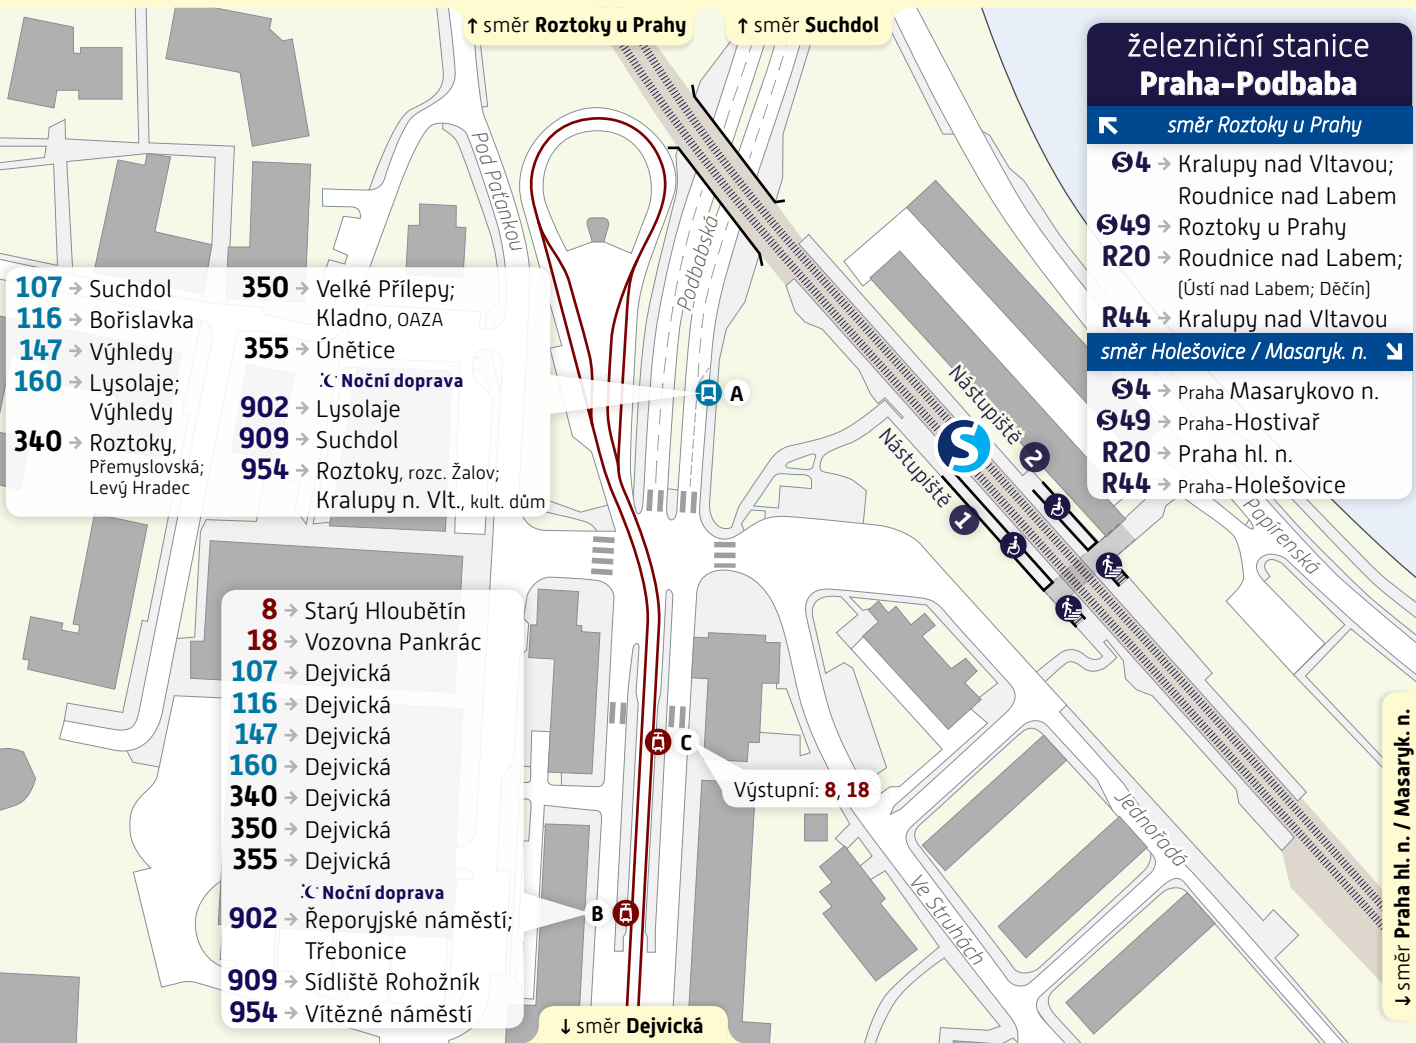 ↑ směr Roztoky u Prahy
↑ směr Suchdol
železniční stanice
Praha-Podbaba
↖ směr Roztoky u Prahy
S4 → Kralupy nad Vltavou;
Roudnice nad Labem
S49 → Roztoky u Prahy
R20 → Roudnice nad Labem;
(Ústí nad Labem; Děčín)
R44 → Kralupy nad Vltavou
směr Holešovice / Masaryk. n. ↘
S4 → Praha Masarykovo n.
S49 → Praha-Hostivař
R20 → Praha hl. n.
R44 → Praha-Holešovice
Pod Paťankou
Podbabská
107 → Suchdol
116 → Bořislavka
147 → Výhledy
160 → Lysolaje;
Výhledy
340 → Roztoky,
Přemyslovská;
Levý Hradec
350 → Velké Přílepy;
Kladno, OAZA
355 → Únětice
Noční doprava
902 → Lysolaje
909 → Suchdol
954 → Roztoky, rozc. Žalov;
Kralupy n. Vlt., kult. dům
A
Nástupiště 2
S
Nástupiště 1
Papírenská
8 → Starý Hloubětín
18 → Vozovna Pankrác
107 → Dejvická
116 → Dejvická
147 → Dejvická
160 → Dejvická
340 → Dejvická
350 → Dejvická
355 → Dejvická
Noční doprava
902 → Řeporyjské náměstí;
Třebonice
909 → Sídliště Rohožník
954 → Vítězné náměstí
C
Výstupní: 8, 18
B
Jednořadá
Ve Struhách
↓ směr Praha hl. n. / Masaryk. n.
↓ směr Dejvická